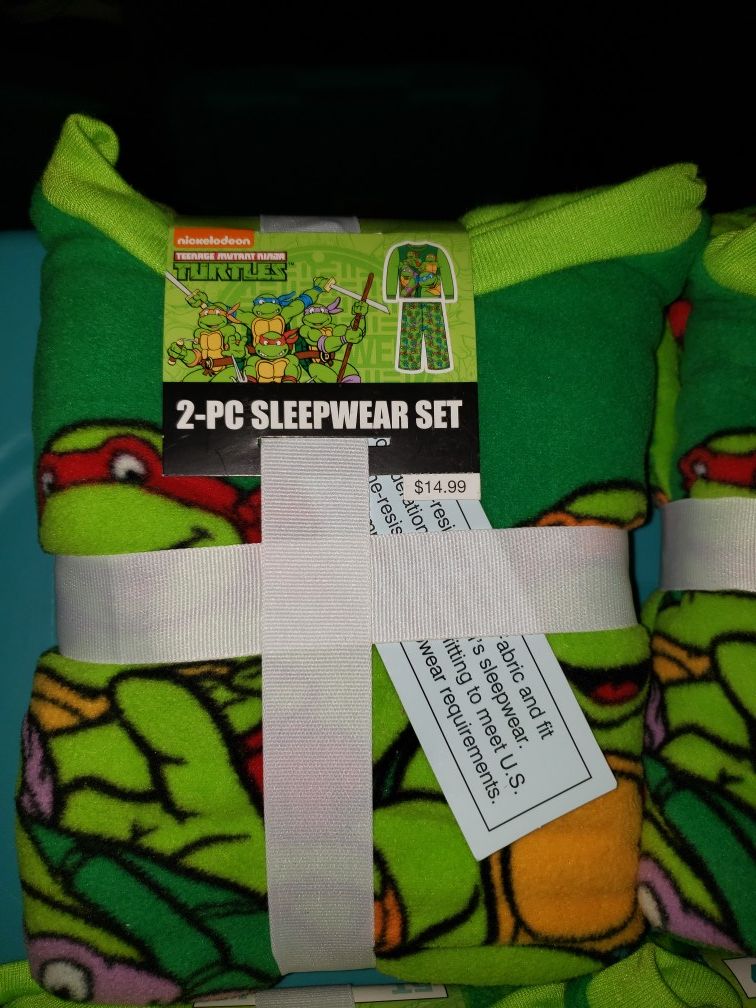 nickelodeon
TEENAGE MUTANT NINJA
TURTLES
2-PC SLEEPWEAR SET
$14.99
fabric and fit
's sleepwear.
fitting to meet U.S.
wear requirements.